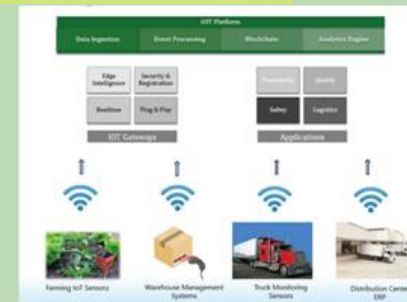 IOT Platform
Data Ingestion
Event Processing
Blockchain
Analytics Engine
Edge
Intelligence
Security &
Registration
Traceability
Quality
Realtime
Plug & Play
Safety
Logistics
IOT Gateways
Applications
Farming IoT Sensors
Warehouse Management
Systems
Truck Monitoring
Sensors
Distribution Center
ERP